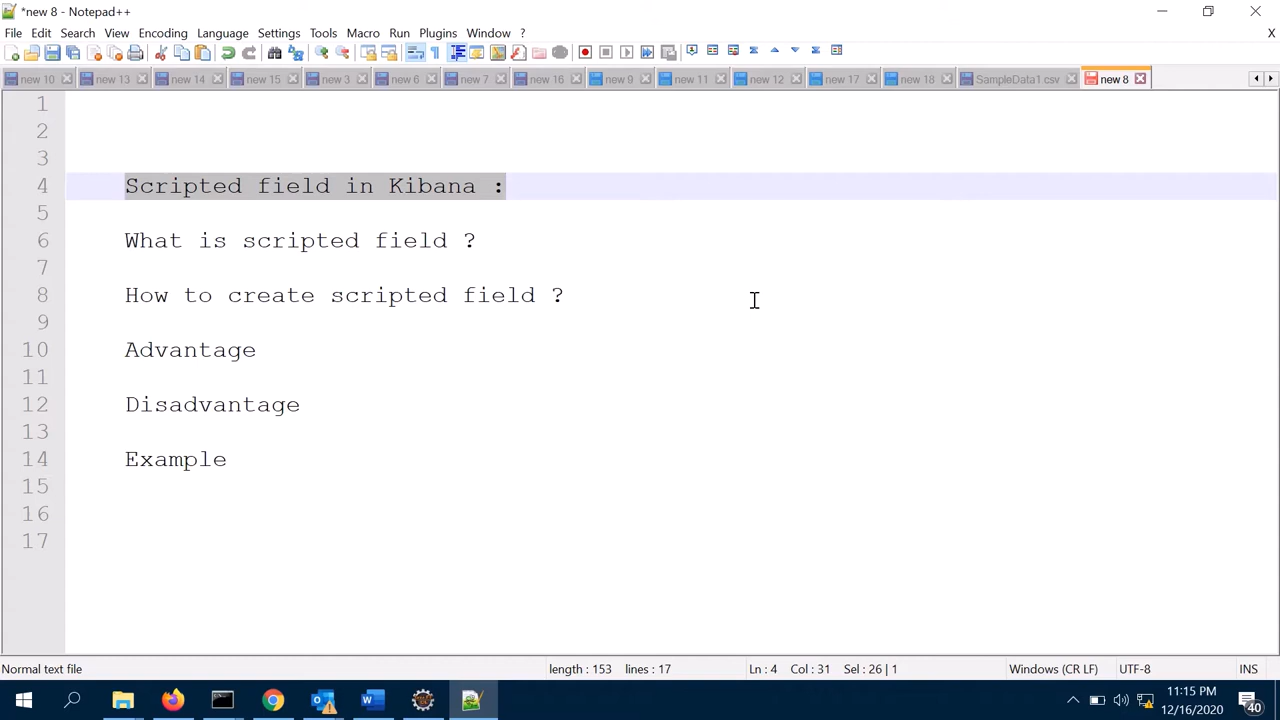 *new 8 - Notepad++
File Edit Search View Encoding Language Settings Tools Macro Run Plugins Window ? X
new 10 new 13 new 14 new 15 new 3 new 6 new 7 new 16 new 9 new 11 new 12 new 17 new 18 SampleData1.csv new 8
1
2
3
4 Scripted field in Kibana :
5
6 What is scripted field ?
7
8 How to create scripted field ?
9
10 Advantage
11
12 Disadvantage
13
14 Example
15
16
17
Normal text file length : 153 lines : 17 Ln : 4 Col : 31 Sel : 26 | 1 Windows (CR LF) UTF-8 INS
11:15 PM
12/16/2020
40